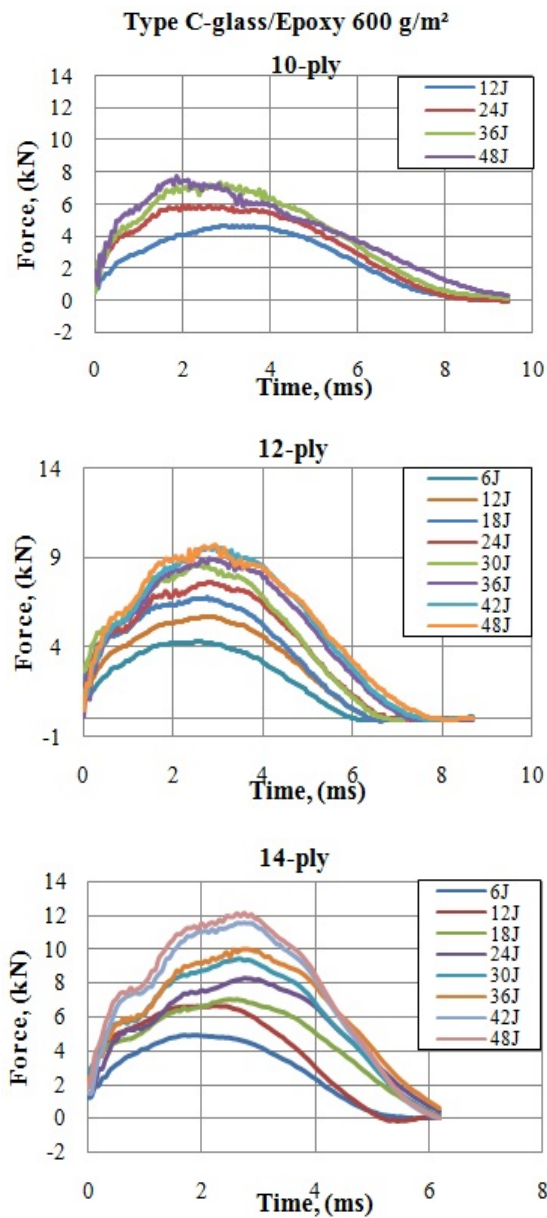 Type C-glass/Epoxy 600 g/m²
10-ply
14
12
10
8
6
4
2
0
-2
Force, (kN)
12J
24J
36J
48J
0 2 4 6 8 10
Time, (ms)
12-ply
14
9
4
-1
Force, (kN)
6J
12J
18J
24J
30J
36J
42J
48J
0 2 4 6 8 10
Time, (ms)
14-ply
14
12
10
8
6
4
2
0
-2
Force, (kN)
6J
12J
18J
24J
30J
36J
42J
48J
0 2 4 6 8
Time, (ms)